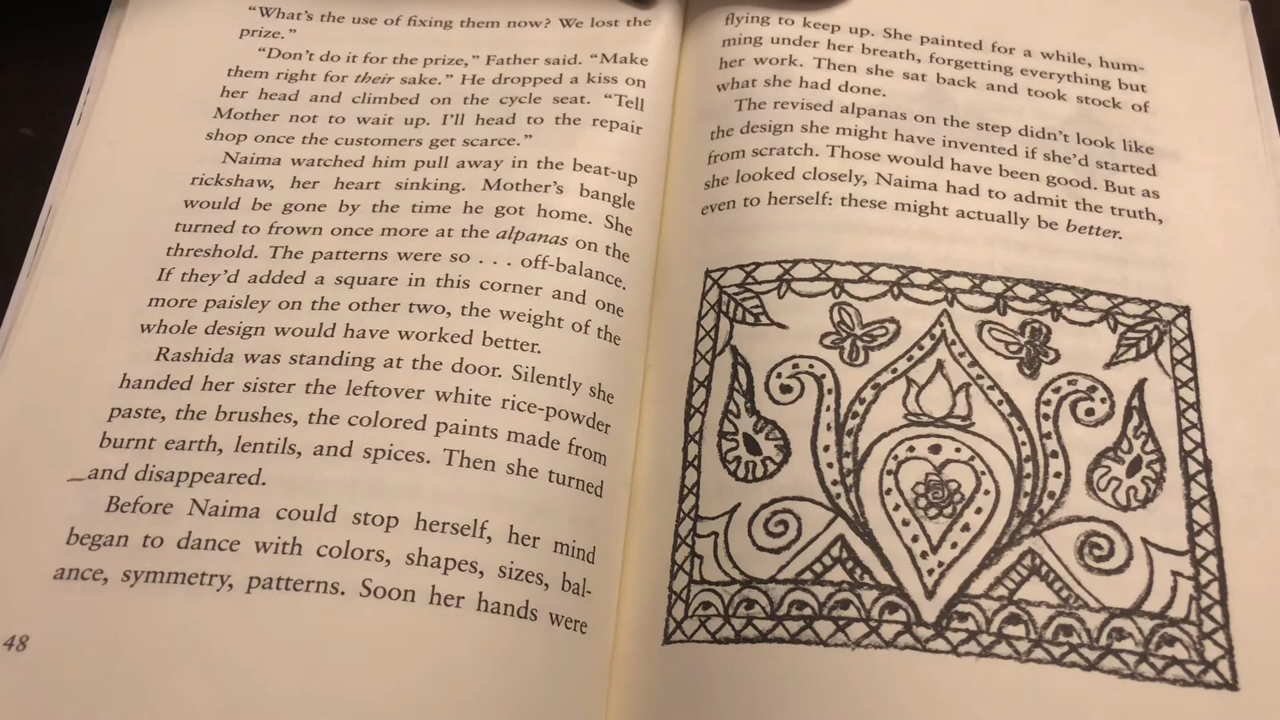 “What’s the use of fixing them now? We lost the
prize.”
“Don’t do it for the prize,” Father said. “Make
them right for their sake.” He dropped a kiss on
her head and climbed on the cycle seat. “Tell
Mother not to wait up. I’ll head to the repair
shop once the customers get scarce.”
Naima watched him pull away in the beat-up
rickshaw, her heart sinking. Mother’s bangle
would be gone by the time he got home. She
turned to frown once more at the alpanas on the
threshold. The patterns were so . . . off-balance.
If they’d added a square in this corner and one
more paisley on the other two, the weight of the
whole design would have worked better.
Rashida was standing at the door. Silently she
handed her sister the leftover white rice-powder
paste, the brushes, the colored paints made from
burnt earth, lentils, and spices. Then she turned
and disappeared.
Before Naima could stop herself, her mind
began to dance with colors, shapes, sizes, bal-
ance, symmetry, patterns. Soon her hands were
48
flying to keep up. She painted for a while, hum-
ming under her breath, forgetting everything but
her work. Then she sat back and took stock of
what she had done.
The revised alpanas on the step didn’t look like
the design she might have invented if she’d started
from scratch. Those would have been good. But as
she looked closely, Naima had to admit the truth,
even to herself: these might actually be better.